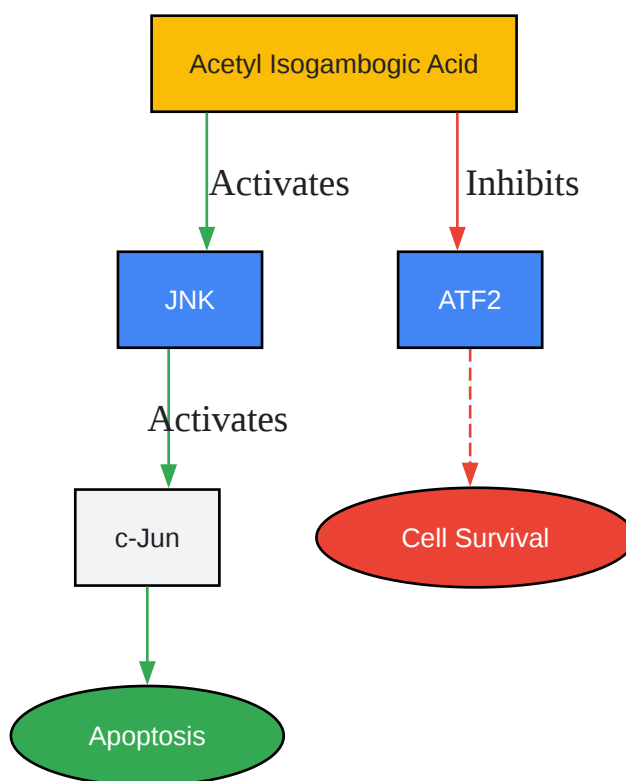 Acetyl Isogambogic Acid
Activates
Inhibits
JNK
ATF2
Activates
c-Jun
Cell Survival
Apoptosis